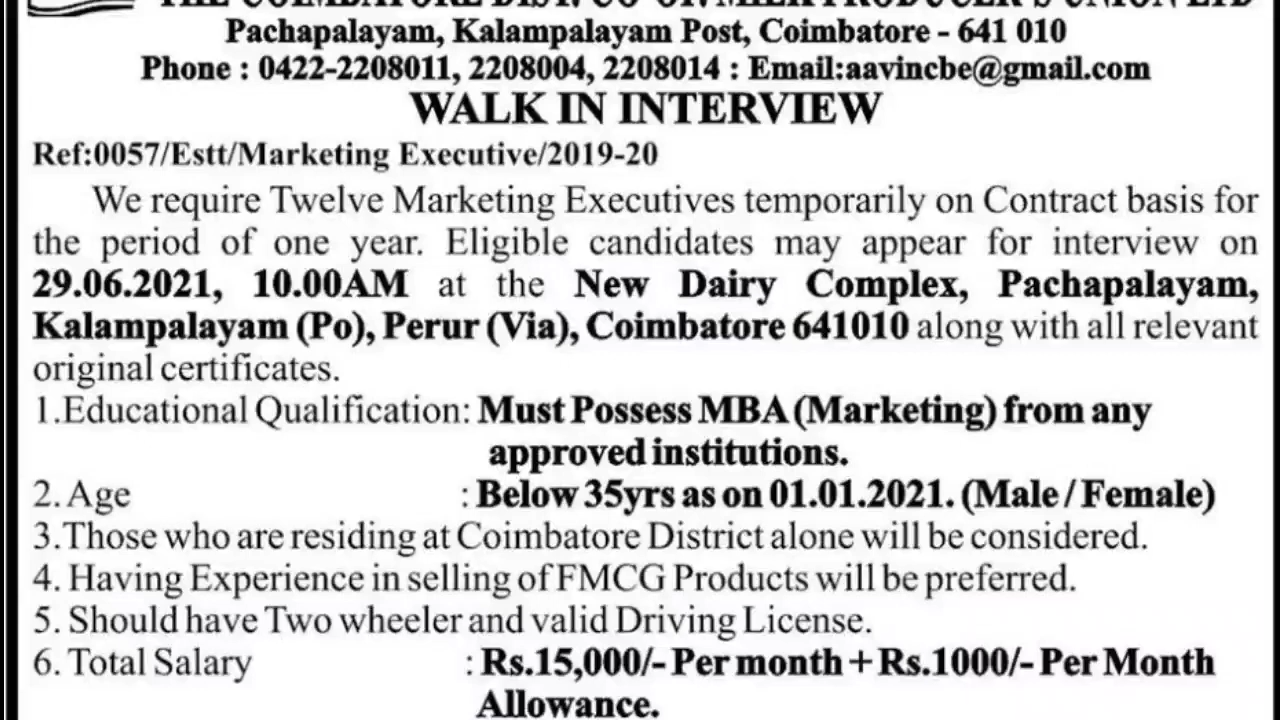 Pachapalayam, Kalampalayam Post, Coimbatore - 641 010
Phone : 0422-2208011, 2208004, 2208014 : Email:aavincbe@gmail.com
WALK IN INTERVIEW
Ref:0057/Estt/Marketing Executive/2019-20
We require Twelve Marketing Executives temporarily on Contract basis for
the period of one year. Eligible candidates may appear for interview on
29.06.2021, 10.00AM at the New Dairy Complex, Pachapalayam,
Kalampalayam (Po), Perur (Via), Coimbatore 641010 along with all relevant
original certificates.
1.Educational Qualification: Must Possess MBA (Marketing) from any
approved institutions.
2. Age : Below 35yrs as on 01.01.2021. (Male / Female)
3.Those who are residing at Coimbatore District alone will be considered.
4. Having Experience in selling of FMCG Products will be preferred.
5. Should have Two wheeler and valid Driving License.
6. Total Salary : Rs.15,000/- Per month + Rs.1000/- Per Month
Allowance.